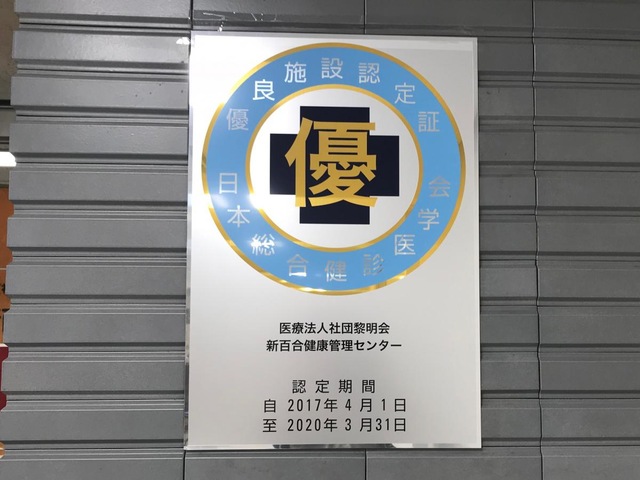 優良施設認定証
優
日本総合健診医学会
医療法人社団黎明会
新百合健康管理センター
認定期間
自 2017年 4 月 1 日
至 2020年 3 月 31日